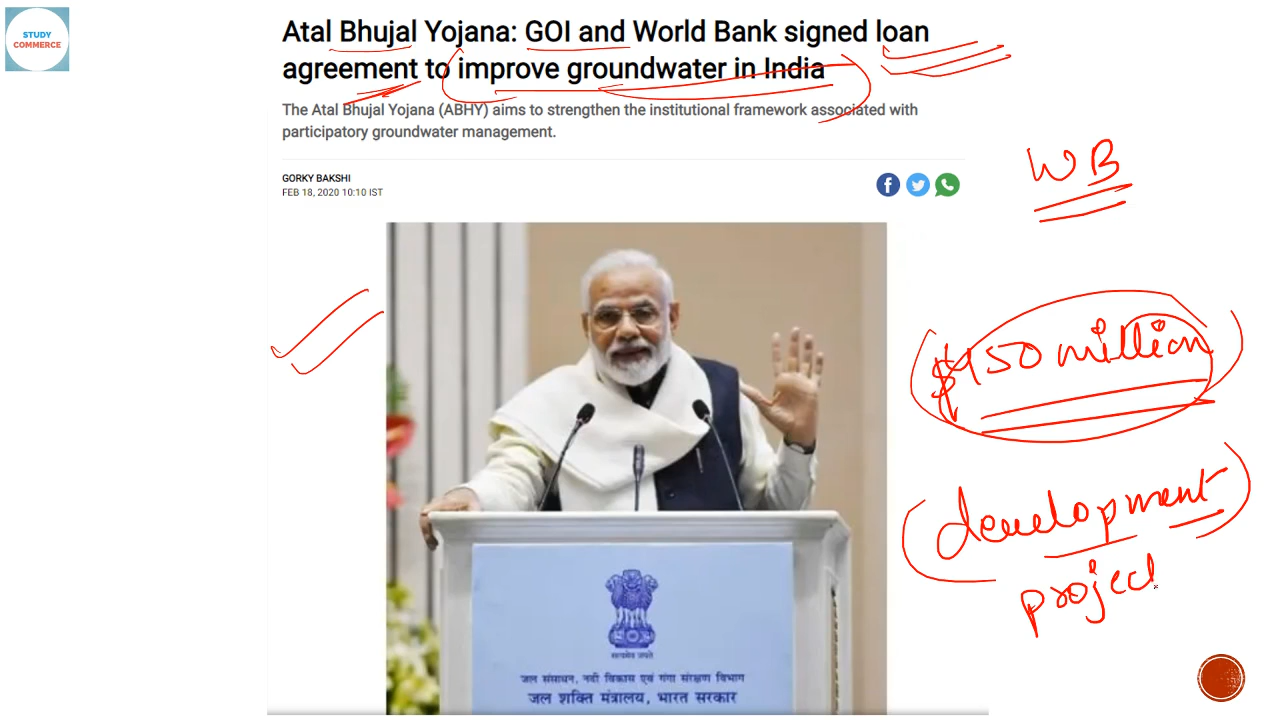 STUDY
COMMERCE
Atal Bhujal Yojana: GOI and World Bank signed loan
agreement to improve groundwater in India
The Atal Bhujal Yojana (ABHY) aims to strengthen the institutional framework associated with
participatory groundwater management.
GORKY BAKSHI
FEB 18, 2020 10:10 IST
WB
$450 million
development
project
सत्यमेव जयते
जल संसाधन, नदी विकास एवं गंगा संरक्षण विभाग
जल शक्ति मंत्रालय, भारत सरकार